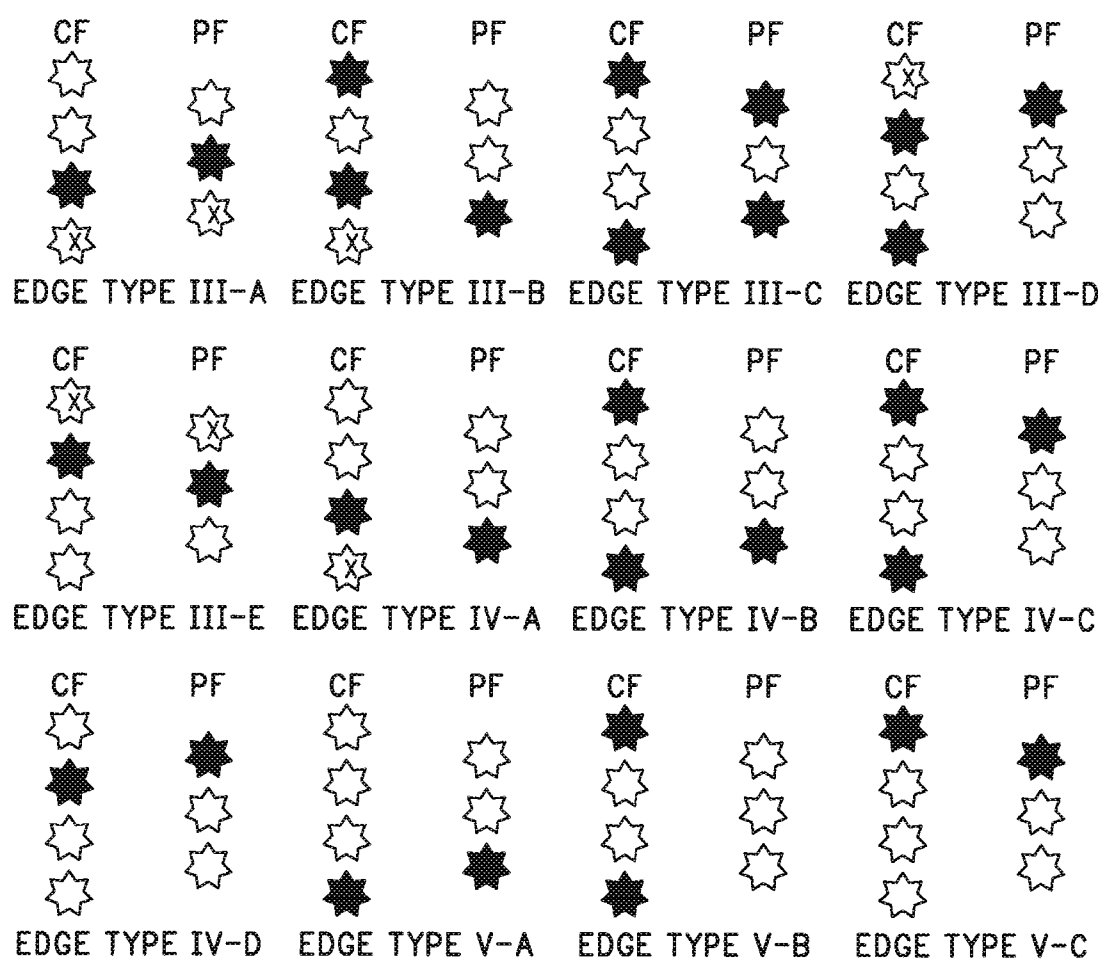 CF PF CF PF CF PF CF PF
X
X X X
EDGE TYPE III-A EDGE TYPE III-B EDGE TYPE III-C EDGE TYPE III-D
CF PF CF PF CF PF CF PF
X
X
X
EDGE TYPE III-E EDGE TYPE IV-A EDGE TYPE IV-B EDGE TYPE IV-C
CF PF CF PF CF PF CF PF
EDGE TYPE IV-D EDGE TYPE V-A EDGE TYPE V-B EDGE TYPE V-C